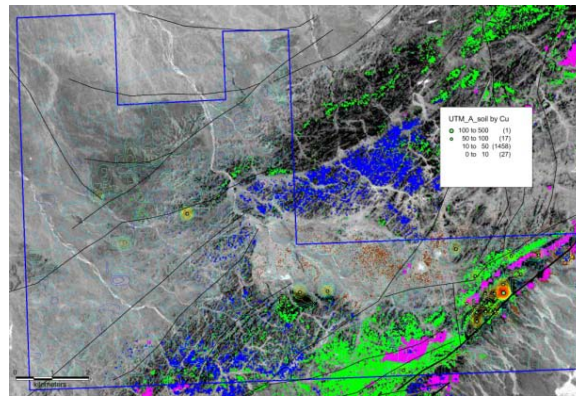 UTM_A_soil by Cu
100 to 500 (1)
50 to 100 (17)
10 to 50 (1458)
0 to 10 (27)
kilometers